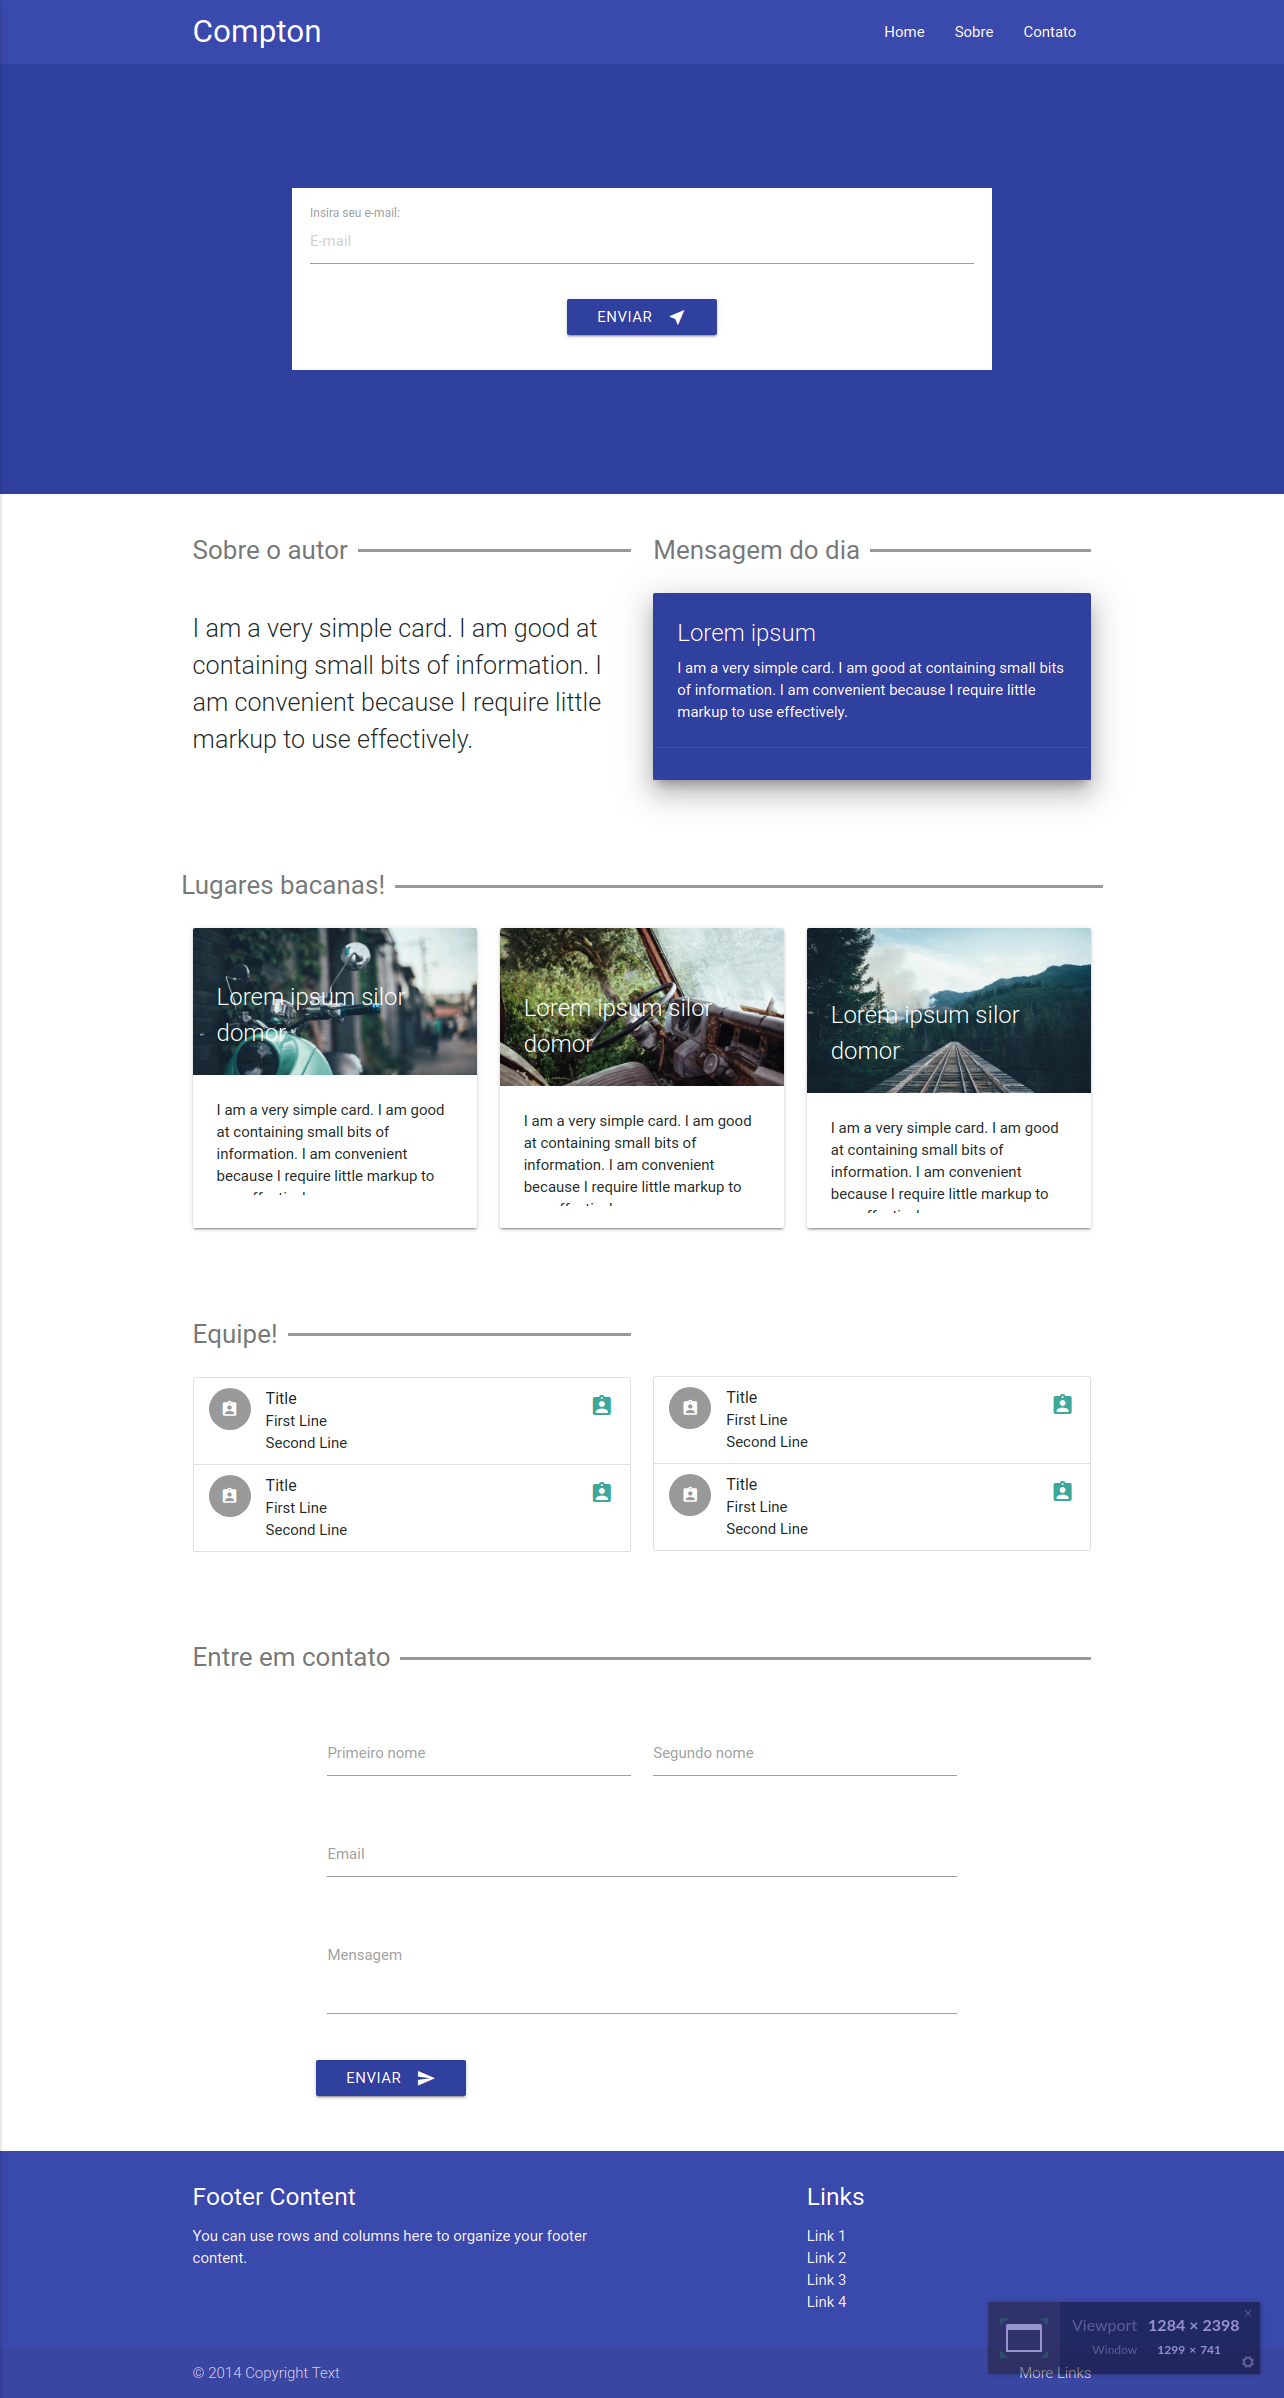 Compton
Home Sobre Contato
Insira seu e-mail:
E-mail
ENVIAR
Sobre o autor
I am a very simple card. I am good at
containing small bits of information. I
am convenient because I require little
markup to use effectively.
Mensagem do dia
Lorem ipsum
I am a very simple card. I am good at containing small bits
of information. I am convenient because I require little
markup to use effectively.
Lugares bacanas!
Lorem ipsum silor
domor
I am a very simple card. I am good
at containing small bits of
information. I am convenient
because I require little markup to
Lorem ipsum silor
domor
I am a very simple card. I am good
at containing small bits of
information. I am convenient
because I require little markup to
Lorem ipsum silor
domor
I am a very simple card. I am good
at containing small bits of
information. I am convenient
because I require little markup to
Equipe!
Title
First Line
Second Line
Title
First Line
Second Line
Title
First Line
Second Line
Title
First Line
Second Line
Entre em contato
Primeiro nome
Segundo nome
Email
Mensagem
ENVIAR
Footer Content
You can use rows and columns here to organize your footer
content.
Links
Link 1
Link 2
Link 3
Link 4
© 2014 Copyright Text
More Links
Viewport 1284 × 2398
Window 1299 × 741